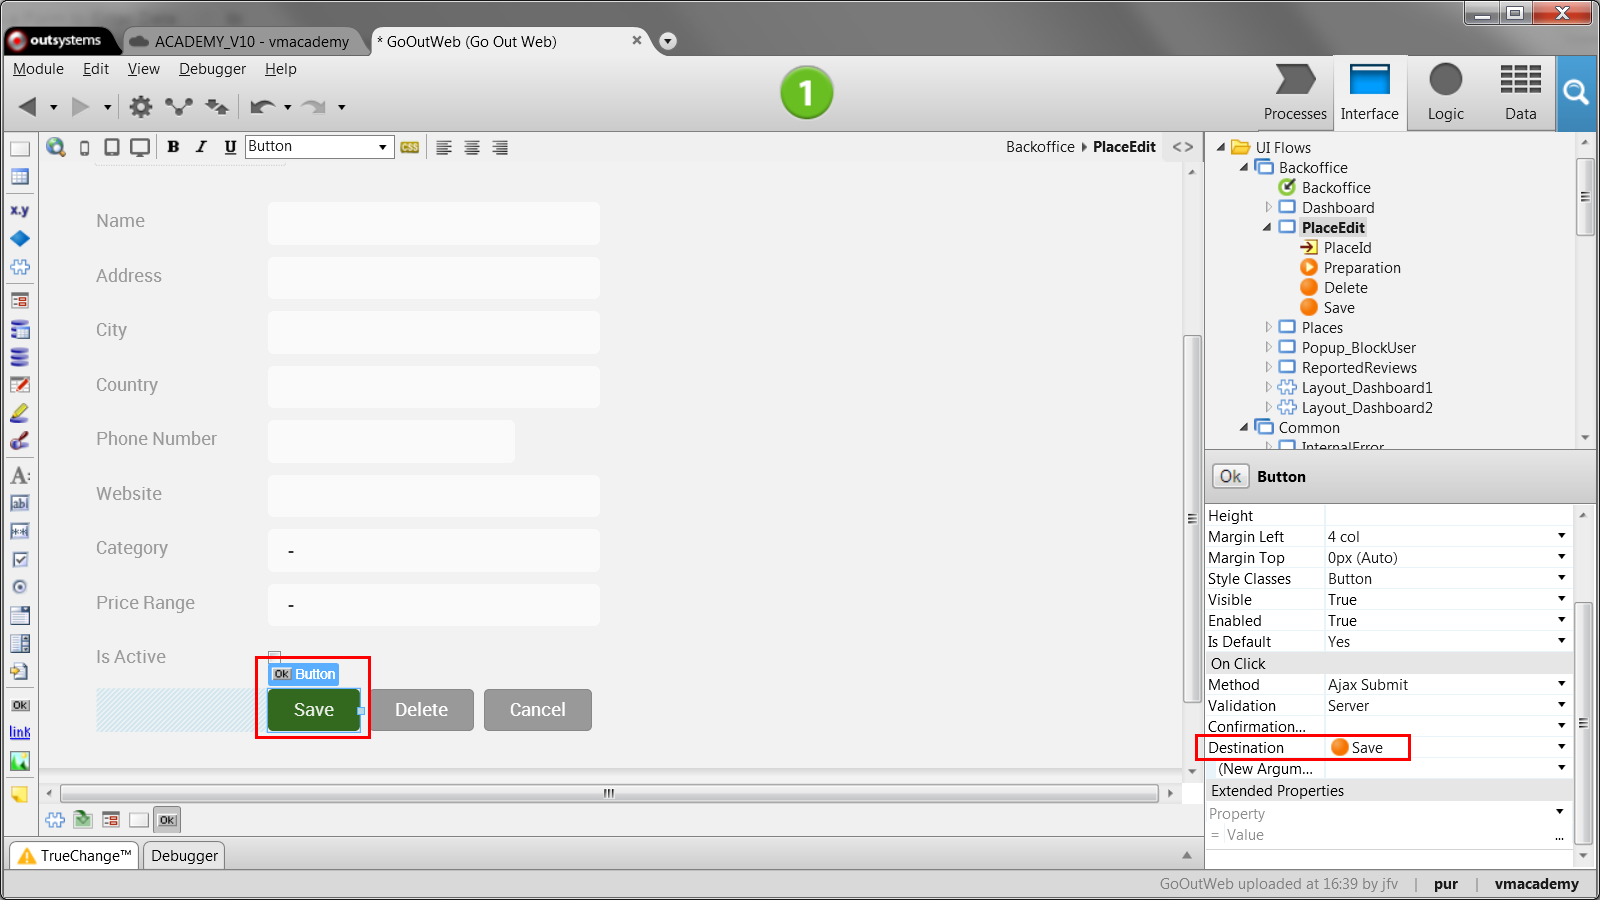 outsystems
ACADEMY_V10 - vmacademy
* GoOutWeb (Go Out Web)
Module Edit View Debugger Help
1
Processes Interface Logic Data
B I U Button CSS
Backoffice PlaceEdit <>
x.y
link
Ok
Name
Address
City
Country
Phone Number
Website
Category -
Price Range -
Is Active
Ok Button
Save Delete Cancel
Ok
TrueChange™ Debugger
UI Flows
Backoffice
Backoffice
Dashboard
PlaceEdit
PlaceId
Preparation
Delete
Save
Places
Popup_BlockUser
ReportedReviews
Layout_Dashboard1
Layout_Dashboard2
Common
InternalError
Ok Button
Height
Margin Left 4 col
Margin Top 0px (Auto)
Style Classes Button
Visible True
Enabled True
Is Default Yes
On Click
Method Ajax Submit
Validation Server
Confirmation...
Destination Save
(New Argum...
Extended Properties
Property
= Value ...
GoOutWeb uploaded at 16:39 by jfv | pur | vmacademy